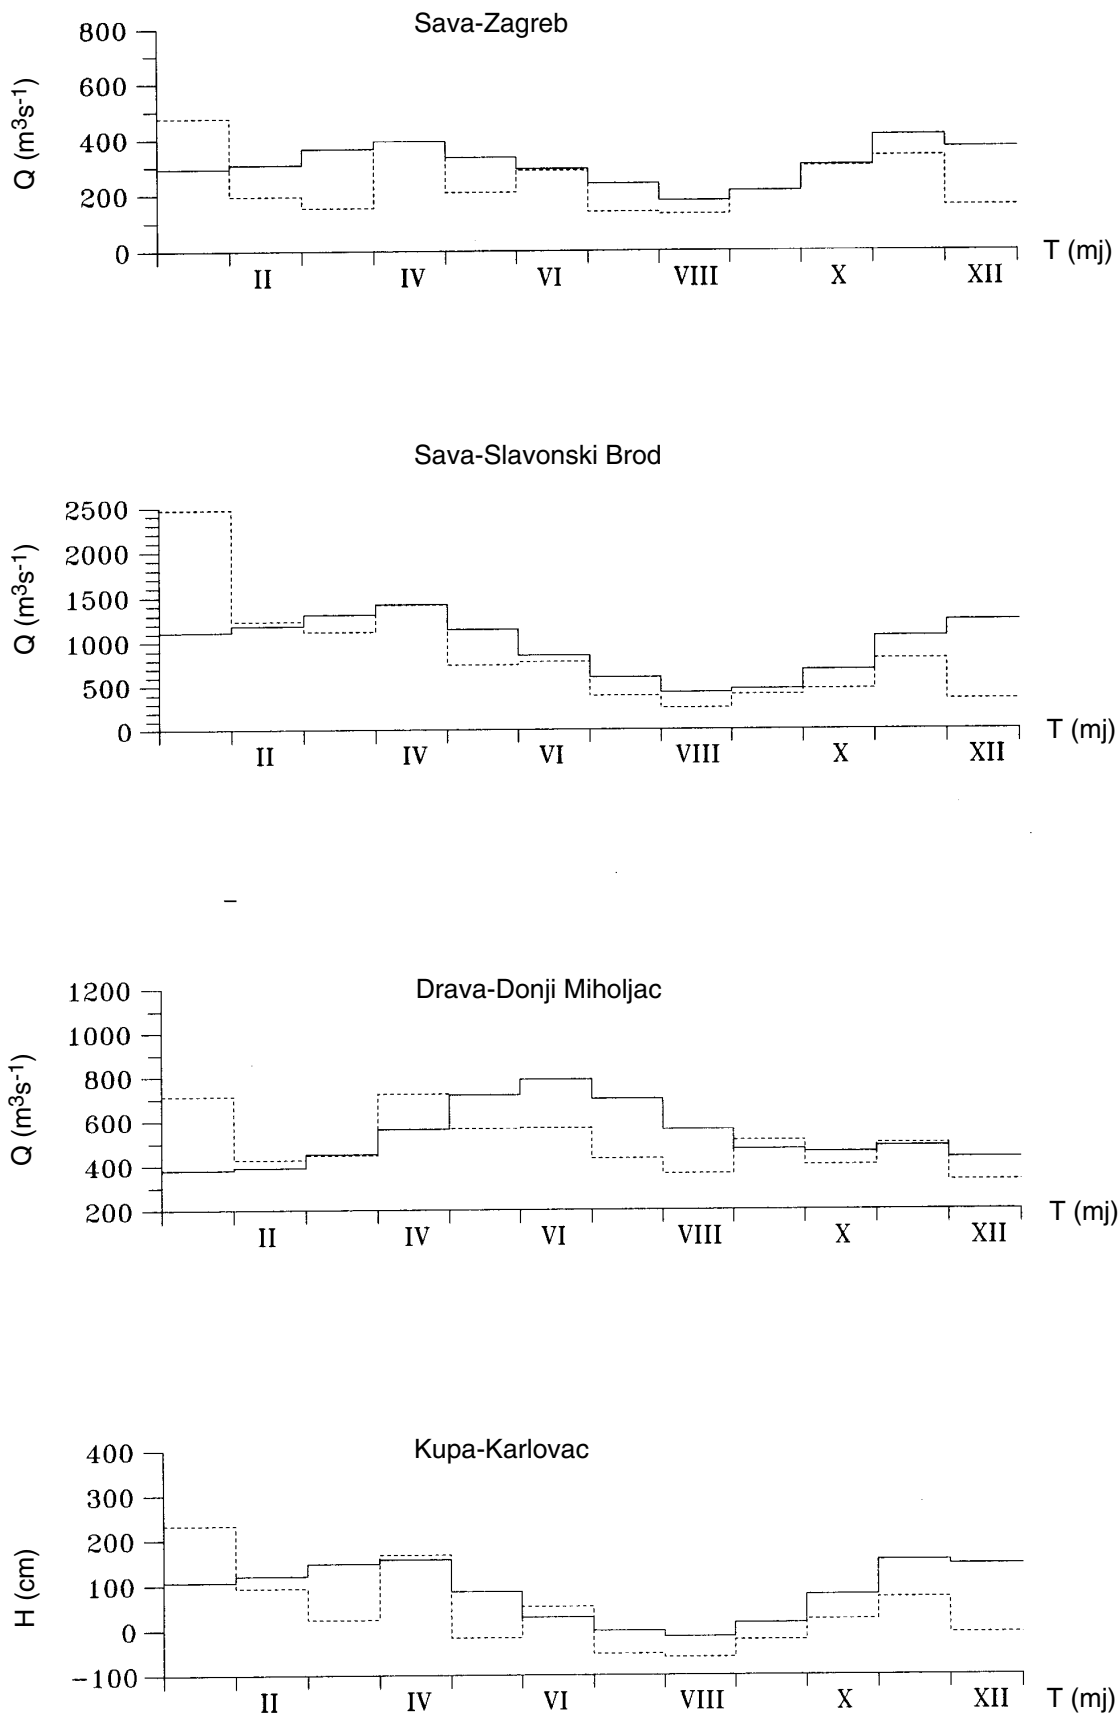 Sava-Zagreb
800
600
400
200
0
Q (m³s⁻¹)
II IV VI VIII X XII
T (mj)
Sava-Slavonski Brod
2500
2000
1500
1000
500
0
Q (m³s⁻¹)
II IV VI VIII X XII
T (mj)
Drava-Donji Miholjac
1200
1000
800
600
400
200
Q (m³s⁻¹)
II IV VI VIII X XII
T (mj)
Kupa-Karlovac
400
300
200
100
0
−100
H (cm)
II IV VI VIII X XII
T (mj)